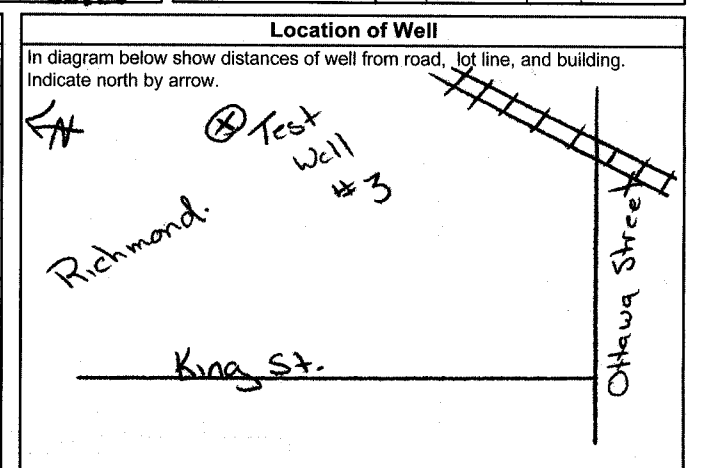 Location of Well
In diagram below show distances of well from road, lot line, and building.
Indicate north by arrow.
N
X Test
Well
#3
Richmond.
King St.
Ottawa Street